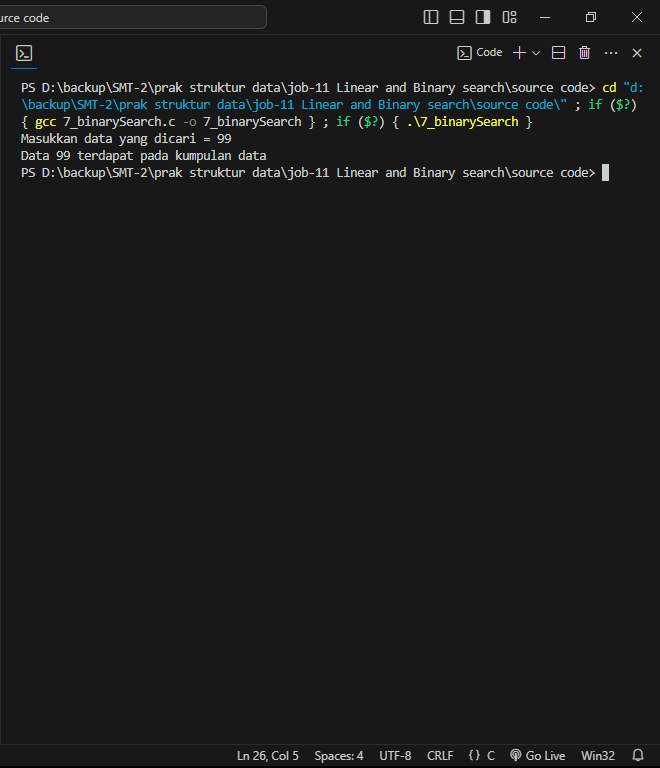 urce code
Code
PS D:\backup\SMT-2\prak struktur data\job-11 Linear and Binary search\source code> cd "d:
\backup\SMT-2\prak struktur data\job-11 Linear and Binary search\source code\" ; if ($?)
{ gcc 7_binarySearch.c -o 7_binarySearch } ; if ($?) { .\7_binarySearch }
Masukkan data yang dicari = 99
Data 99 terdapat pada kumpulan data
PS D:\backup\SMT-2\prak struktur data\job-11 Linear and Binary search\source code>
Ln 26, Col 5 Spaces: 4 UTF-8 CRLF {} C Go Live Win32